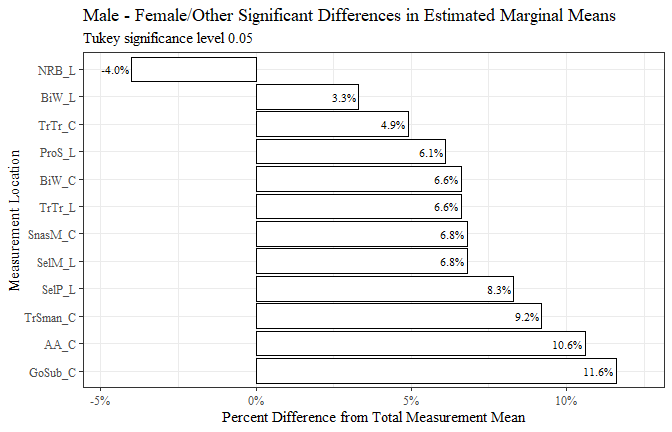 Male - Female/Other Significant Differences in Estimated Marginal Means
Tukey significance level 0.05
Measurement Location
NRB_L -4.0%
BiW_L 3.3%
TrTr_C 4.9%
ProS_L 6.1%
BiW_C 6.6%
TrTr_L 6.6%
SnasM_C 6.8%
SelM_L 6.8%
SelP_L 8.3%
TrSman_C 9.2%
AA_C 10.6%
GoSub_C 11.6%
-5% 0% 5% 10%
Percent Difference from Total Measurement Mean